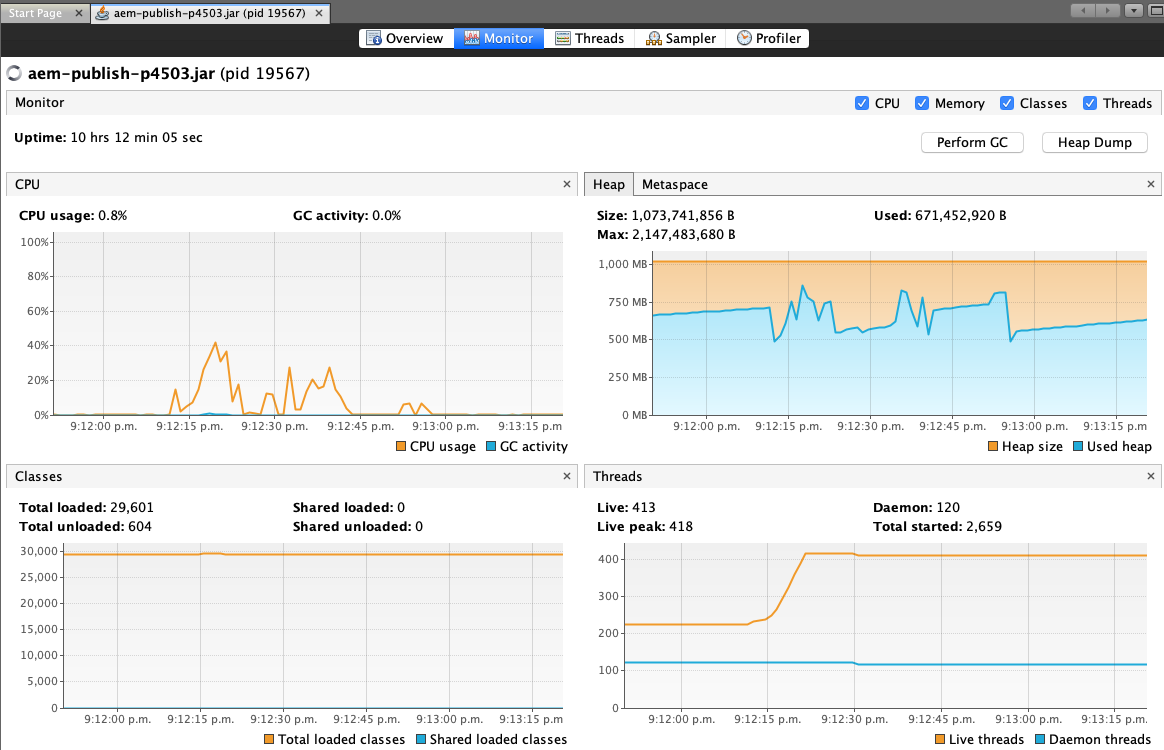 Start Page
aem-publish-p4503.jar (pid 19567)
Overview Monitor Threads Sampler Profiler
aem-publish-p4503.jar (pid 19567)
Monitor
CPU Memory Classes Threads
Uptime: 10 hrs 12 min 05 sec
Perform GC Heap Dump
CPU
CPU usage: 0.8% GC activity: 0.0%
100%
80%
60%
40%
20%
0%
9:12:00 p.m. 9:12:15 p.m. 9:12:30 p.m. 9:12:45 p.m. 9:13:00 p.m. 9:13:15 p.m.
CPU usage GC activity
Heap Metaspace
Size: 1,073,741,856 B Used: 671,452,920 B
Max: 2,147,483,680 B
1,000 MB
750 MB
500 MB
250 MB
0 MB
9:12:00 p.m. 9:12:15 p.m. 9:12:30 p.m. 9:12:45 p.m. 9:13:00 p.m. 9:13:15 p.m
Heap size Used heap
Classes
Total loaded: 29,601 Shared loaded: 0
Total unloaded: 604 Shared unloaded: 0
30,000
25,000
20,000
15,000
10,000
5,000
0
9:12:00 p.m. 9:12:15 p.m. 9:12:30 p.m. 9:12:45 p.m. 9:13:00 p.m. 9:13:15 p.m
Total loaded classes Shared loaded classes
Threads
Live: 413 Daemon: 120
Live peak: 418 Total started: 2,659
400
300
200
100
0
9:12:00 p.m. 9:12:15 p.m. 9:12:30 p.m. 9:12:45 p.m. 9:13:00 p.m. 9:13:15 p.m.
Live threads Daemon threads